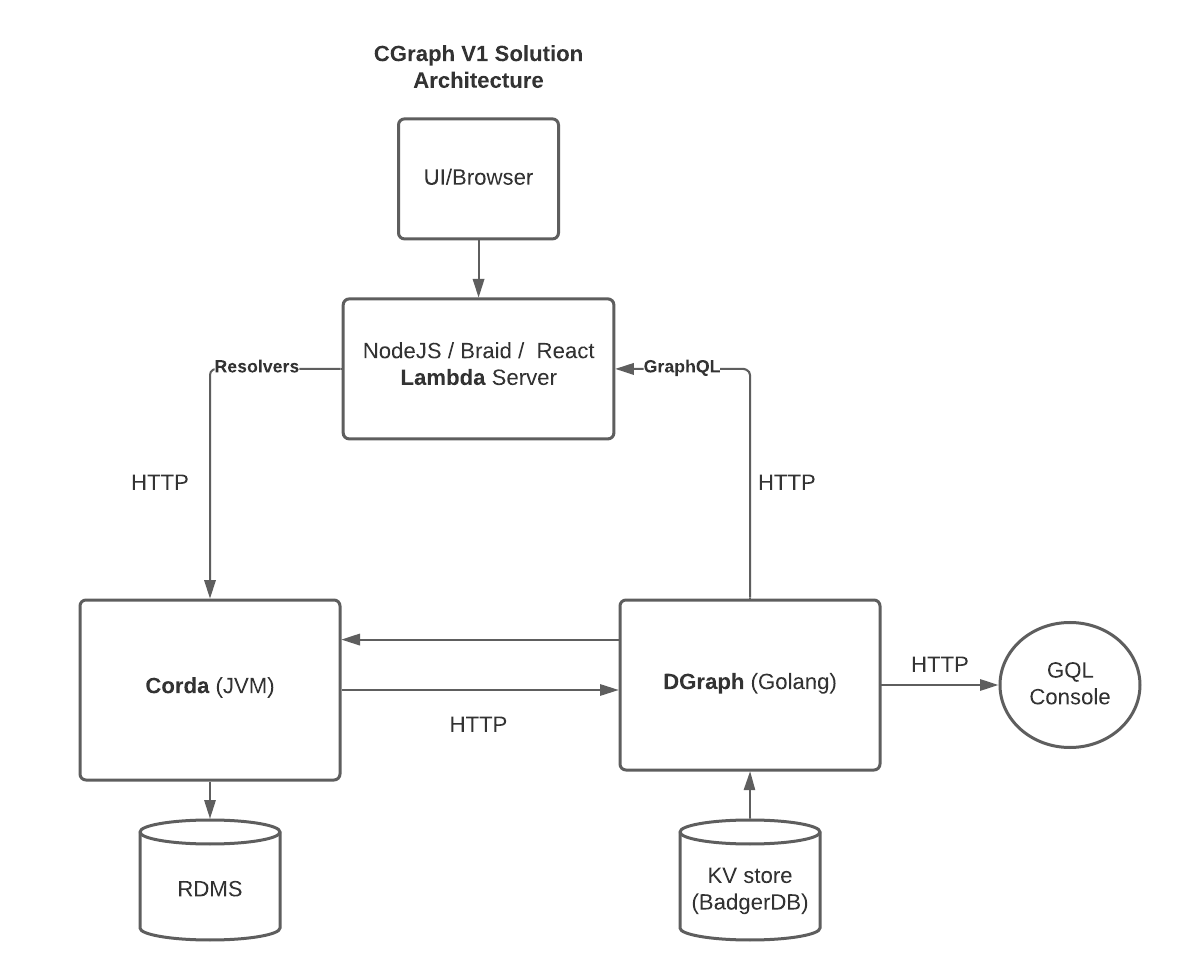 CGraph V1 Solution
Architecture
UI/Browser
NodeJS / Braid / React
Lambda Server
Resolvers
GraphQL
HTTP
HTTP
Corda (JVM)
DGraph (Golang)
HTTP
GQL
Console
HTTP
RDMS
KV store
(BadgerDB)